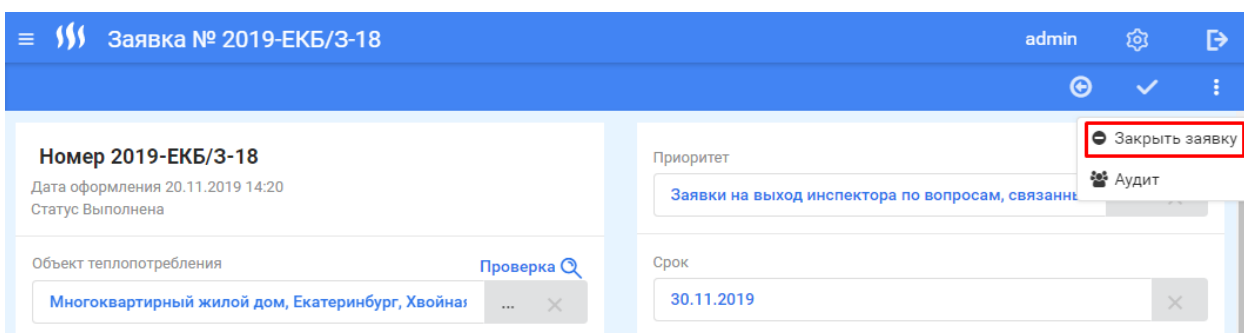 Заявка № 2019-ЕКБ/З-18
admin
Закрыть заявку
Аудит
Номер 2019-ЕКБ/З-18
Дата оформления 20.11.2019 14:20
Статус Выполнена
Объект теплопотребления
Проверка
Многоквартирный жилой дом, Екатеринбург, Хвойная
...
Приоритет
Заявки на выход инспектора по вопросам,
Срок
30.11.2019